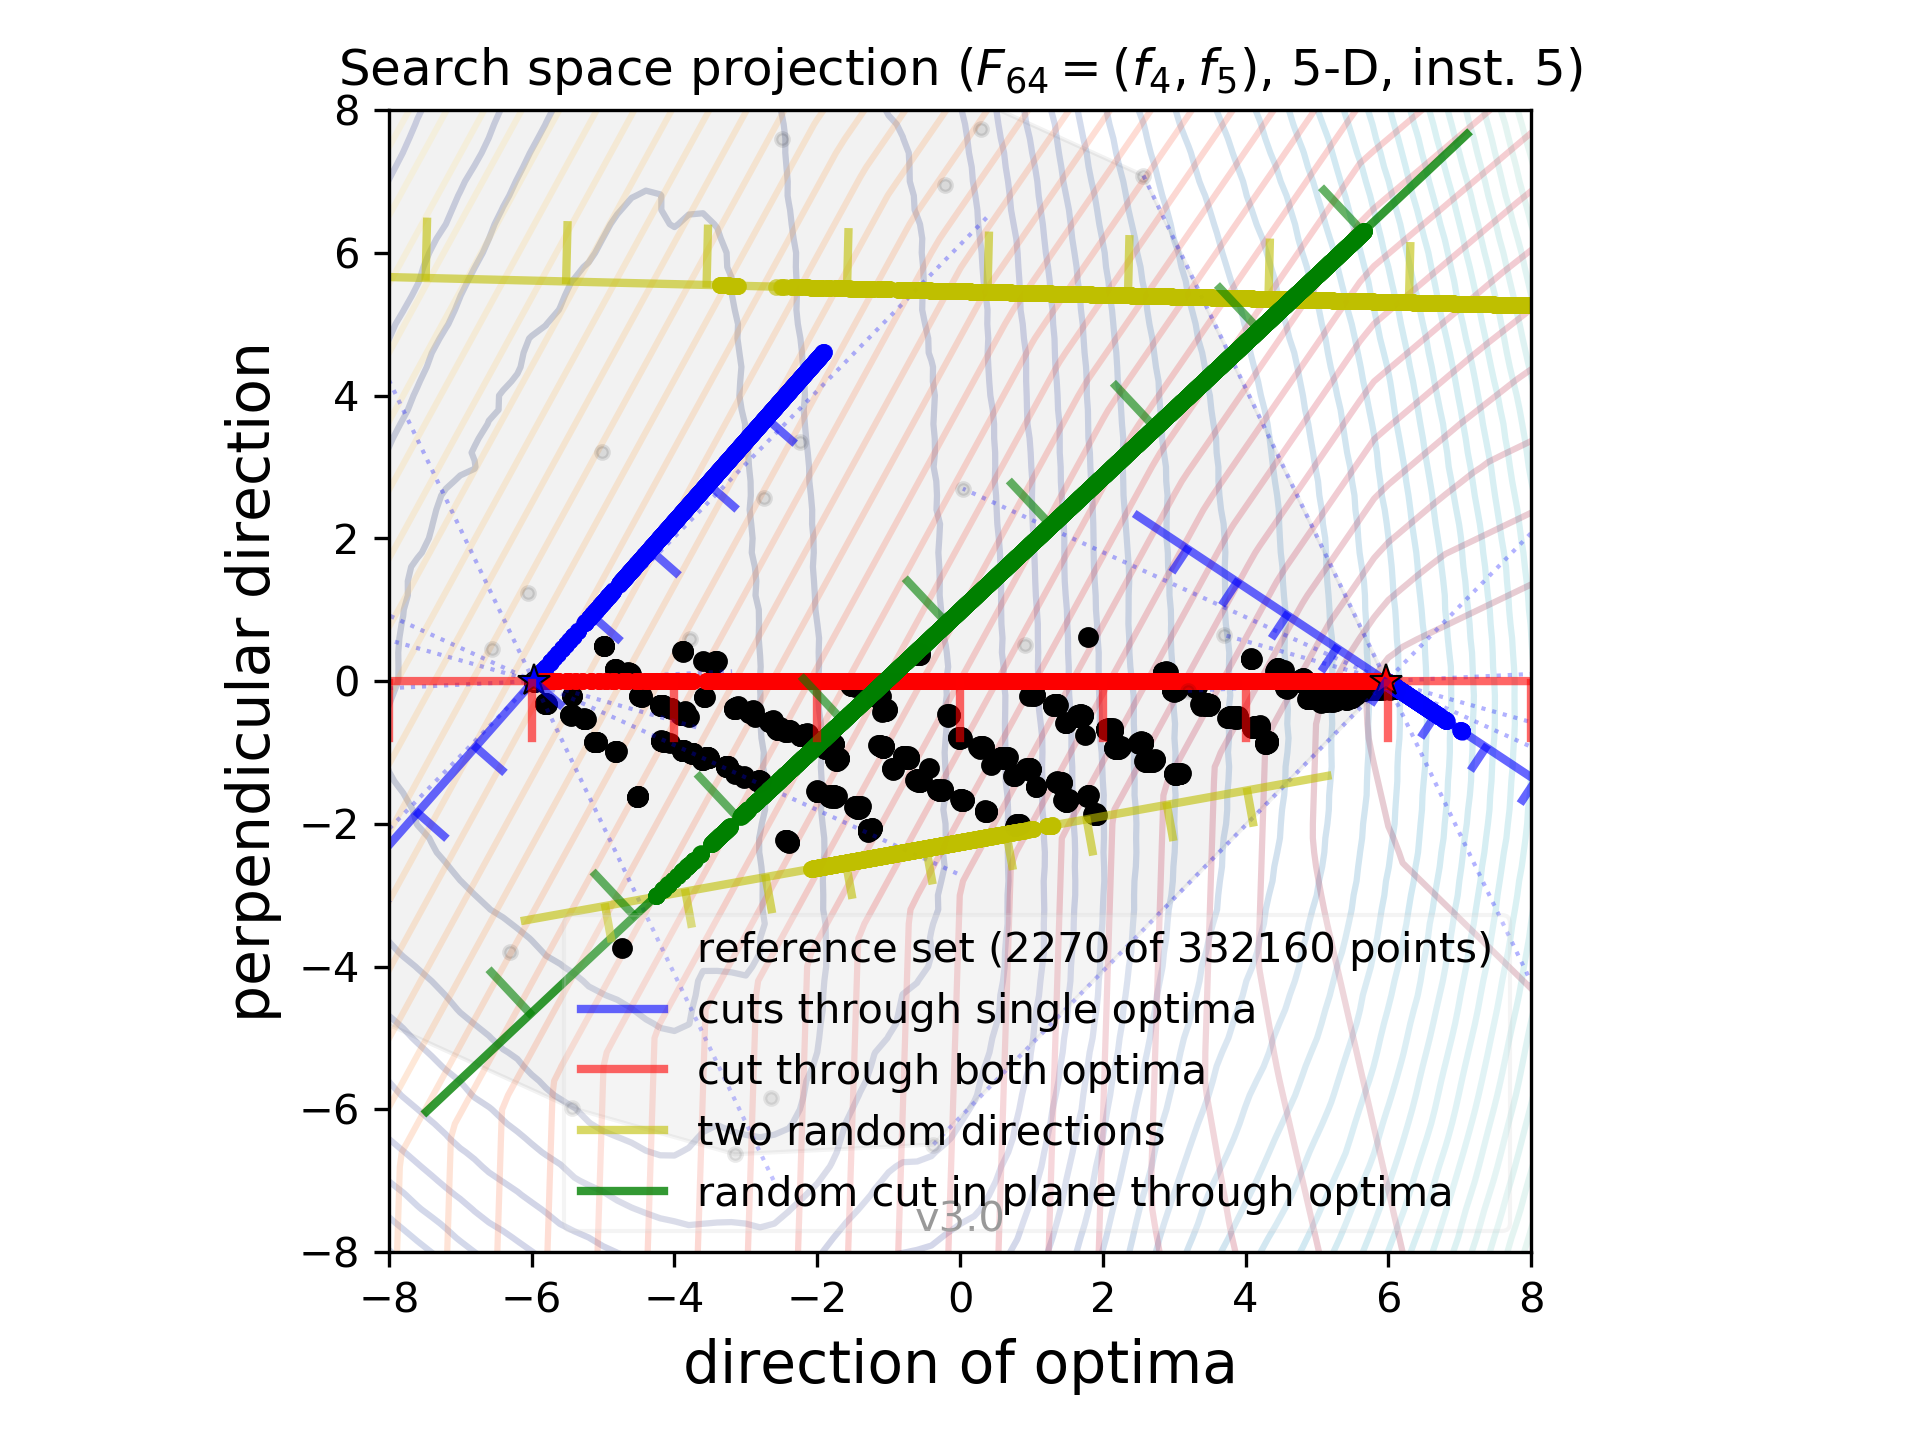 Search space projection (F64 = (f4, f5), 5-D, inst. 5)
8
6
4
2
0
−2
−4
−6
−8
perpendicular direction
reference set (2270 of 332160 points)
cuts through single optima
cut through both optima
two random directions
random cut in plane through optima
v3.0
−8 −6 −4 −2 0 2 4 6 8
direction of optima